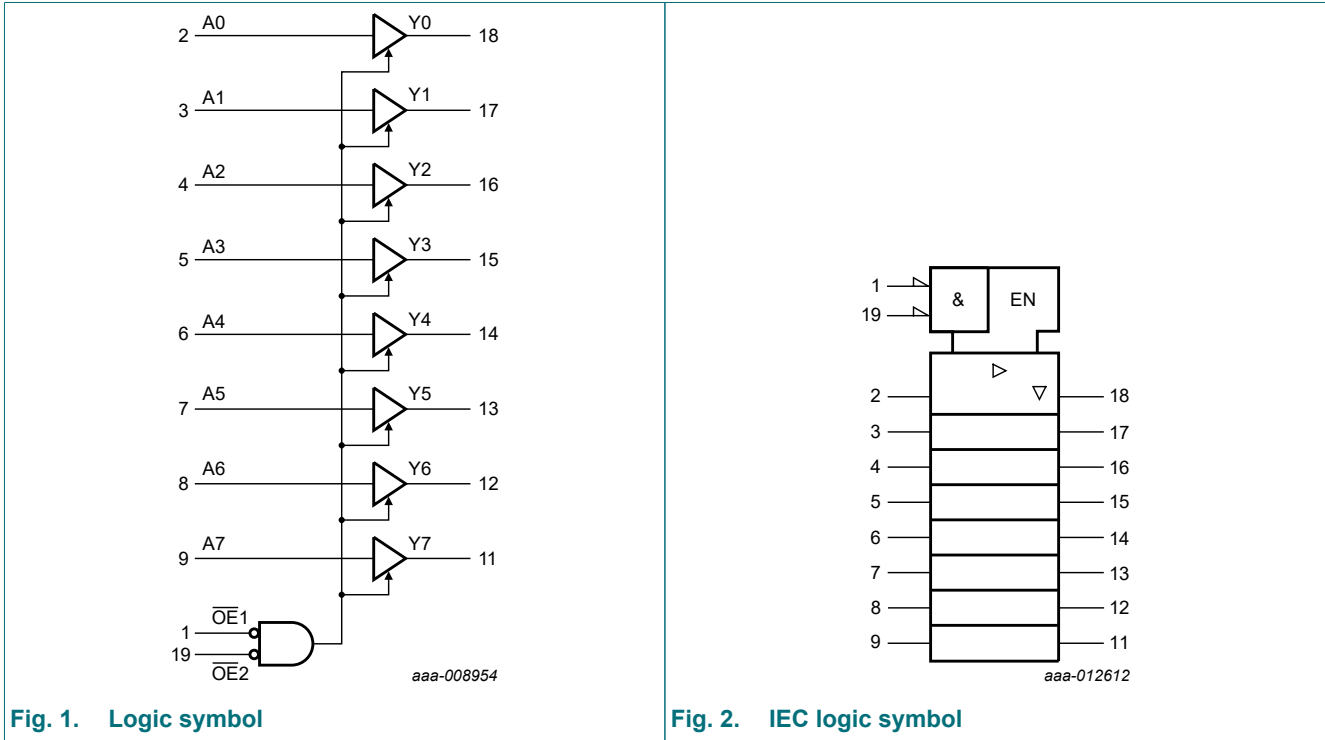 A0 Y0
2 18
A1 Y1
3 17
A2 Y2
4 16
A3 Y3
5 15
A4 Y4
6 14
A5 Y5
7 13
A6 Y6
8 12
A7 Y7
9 11
O̅E̅1
1
19
O̅E̅2
aaa-008954
Fig. 1. Logic symbol
1
& EN
19
2 18
3 17
4 16
5 15
6 14
7 13
8 12
9 11
aaa-012612
Fig. 2. IEC logic symbol